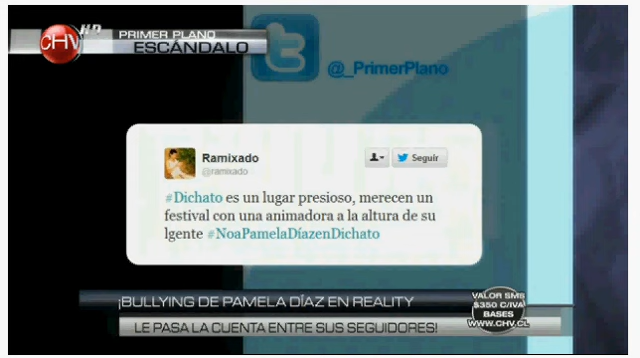 CHV HD
PRIMER PLANO
ESCÁNDALO
@_PrimerPlano
Ramixado
@ramixado
Seguir
#Dichato es un lugar presioso, merecen un
festival con una animadora a la altura de su
lgente #NoaPamelaDíazenDichato
¡BULLYING DE PAMELA DÍAZ EN REALITY
LE PASA LA CUENTA ENTRE SUS SEGUIDORES!
VALOR SMS
$350 C/IVA
BASES
WWW.CHV.CL